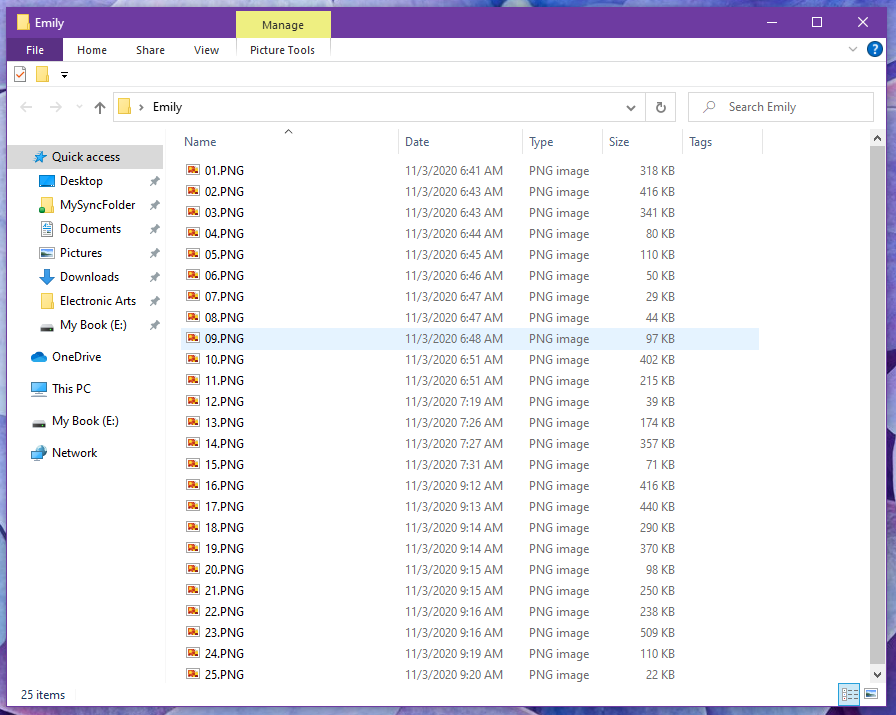 Emily
Manage
File Home Share View Picture Tools
Emily
Search Emily
Name Date Type Size Tags
Quick access
Desktop
MySyncFolder
Documents
Pictures
Downloads
Electronic Arts
My Book (E:)
OneDrive
This PC
My Book (E:)
Network
01.PNG 11/3/2020 6:41 AM PNG image 318 KB
02.PNG 11/3/2020 6:43 AM PNG image 416 KB
03.PNG 11/3/2020 6:43 AM PNG image 341 KB
04.PNG 11/3/2020 6:44 AM PNG image 80 KB
05.PNG 11/3/2020 6:45 AM PNG image 110 KB
06.PNG 11/3/2020 6:46 AM PNG image 50 KB
07.PNG 11/3/2020 6:47 AM PNG image 29 KB
08.PNG 11/3/2020 6:47 AM PNG image 44 KB
09.PNG 11/3/2020 6:48 AM PNG image 97 KB
10.PNG 11/3/2020 6:51 AM PNG image 402 KB
11.PNG 11/3/2020 6:51 AM PNG image 215 KB
12.PNG 11/3/2020 7:19 AM PNG image 39 KB
13.PNG 11/3/2020 7:26 AM PNG image 174 KB
14.PNG 11/3/2020 7:27 AM PNG image 357 KB
15.PNG 11/3/2020 7:31 AM PNG image 71 KB
16.PNG 11/3/2020 9:12 AM PNG image 416 KB
17.PNG 11/3/2020 9:13 AM PNG image 440 KB
18.PNG 11/3/2020 9:14 AM PNG image 290 KB
19.PNG 11/3/2020 9:14 AM PNG image 370 KB
20.PNG 11/3/2020 9:15 AM PNG image 98 KB
21.PNG 11/3/2020 9:15 AM PNG image 250 KB
22.PNG 11/3/2020 9:16 AM PNG image 238 KB
23.PNG 11/3/2020 9:16 AM PNG image 509 KB
24.PNG 11/3/2020 9:19 AM PNG image 110 KB
25.PNG 11/3/2020 9:20 AM PNG image 22 KB
25 items